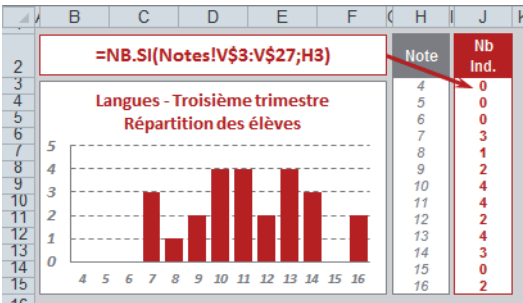 B C D E F G H I J K
2
=NB.SI(Notes!V$3:V$27;H3)
Note
Nb
Ind.
3 4 0
4 5 0
5 6 0
6 7 3
7 8 1
8 9 2
9 10 4
10 11 4
11 12 2
12 13 4
13 14 3
14 15 0
15 16 2
Langues - Troisième trimestre
Répartition des élèves
5
4
3
2
1
0
4 5 6 7 8 9 10 11 12 13 14 15 16